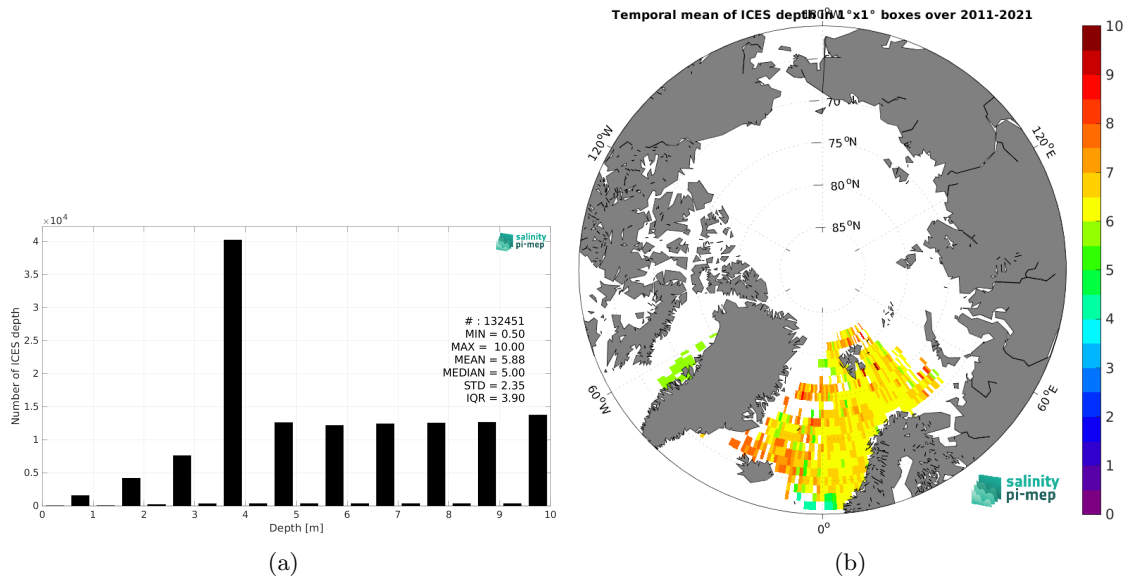 ×10⁴
4
3.5
3
2.5
2
1.5
1
0.5
0
Number of ICES depth
salinity
pi-mep
# : 132451
MIN = 0.50
MAX = 10.00
MEAN = 5.88
MEDIAN = 5.00
STD = 2.35
IQR = 3.90
0 1 2 3 4 5 6 7 8 9 10
Depth [m]
(a)
Temporal mean of ICES depth in 1°x1° boxes over 2011-2021
180°W
120°W
120°E
70°N
75°N
80°N
85°N
60°W
60°E
0°
salinity
pi-mep
10
9
8
7
6
5
4
3
2
1
0
(b)